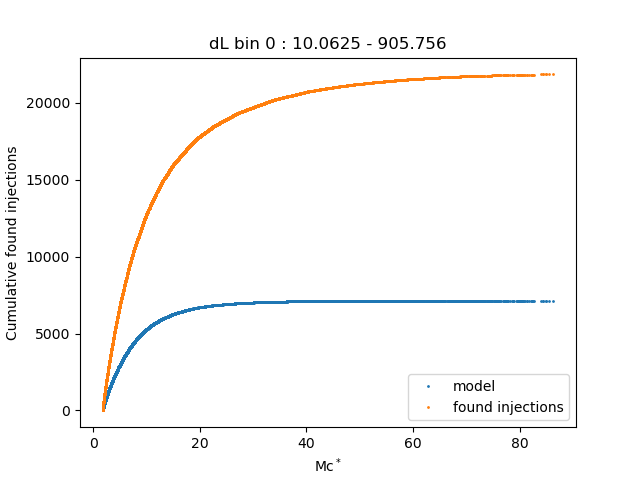 dL bin 0 : 10.0625 - 905.756
Cumulative found injections
20000
15000
10000
5000
0
0
20
40
60
80
Mc*
model
found injections